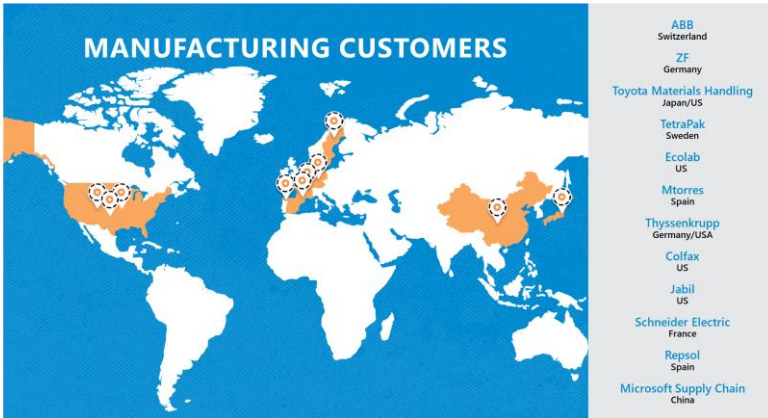 MANUFACTURING CUSTOMERS
ABB
Switzerland
ZF
Germany
Toyota Materials Handling
Japan/US
TetraPak
Sweden
Ecolab
US
Mtorres
Spain
Thyssenkrupp
Germany/USA
Colfax
US
Jabil
US
Schneider Electric
France
Repsol
Spain
Microsoft Supply Chain
China